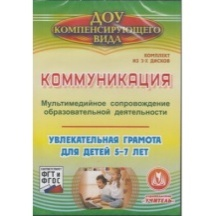 ДОУ
КОМПЕНСИРУЮЩЕГО
ВИДА
КОМПЛЕКТ
ИЗ 2-Х ДИСКОВ
КОММУНИКАЦИЯ
Мультимедийное сопровождение
образовательной деятельности
УВЛЕКАТЕЛЬНАЯ ГРАМОТА
ДЛЯ ДЕТЕЙ 5-7 ЛЕТ
ФГТ И
ФГОС
УЧИТЕЛЬ